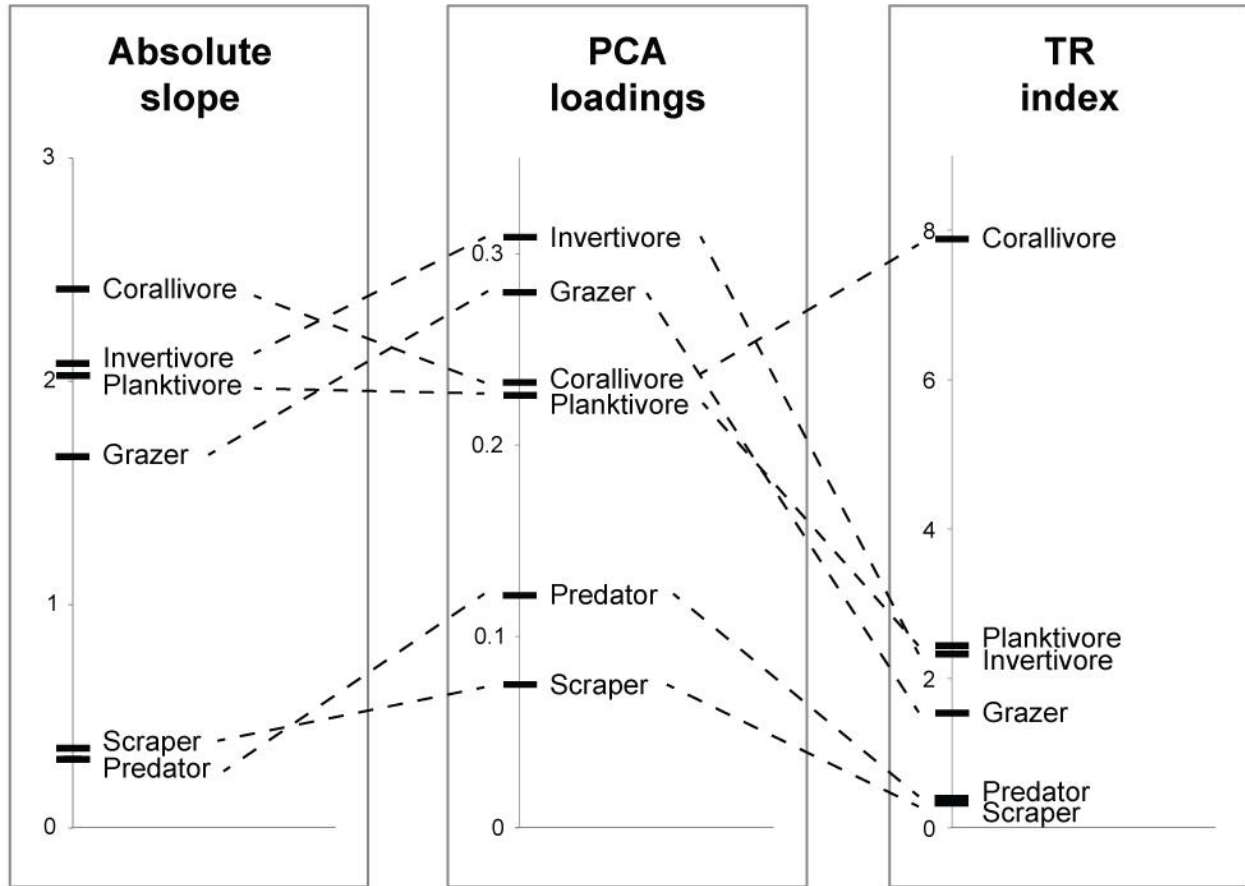 Absolute
slope
3
Corallivore
Invertivore
2
Planktivore
Grazer
1
Scraper
Predator
0
PCA
loadings
Invertivore
0.3
Grazer
Corallivore
Planktivore
0.2
Predator
0.1
Scraper
0
TR
index
8
Corallivore
6
4
Planktivore
Invertivore
2
Grazer
Predator
Scraper
0